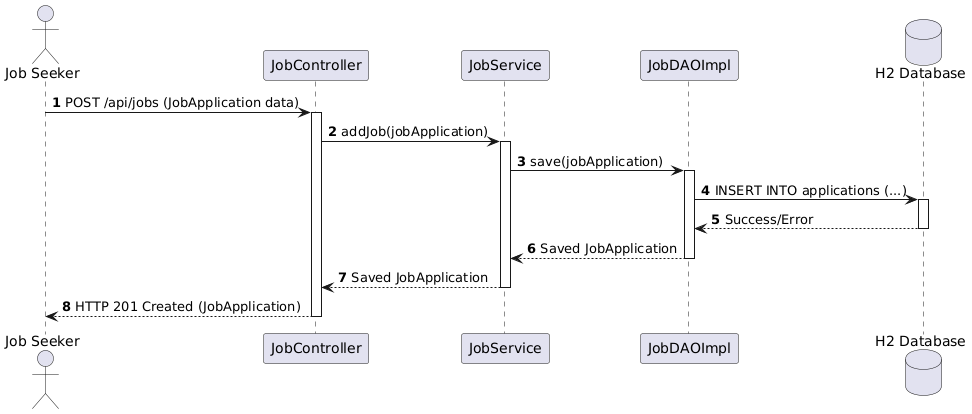 Job Seeker
JobController
JobService
JobDAOImpl
H2 Database
1 POST /api/jobs (JobApplication data)
2 addJob(jobApplication)
3 save(jobApplication)
4 INSERT INTO applications (...)
5 Success/Error
6 Saved JobApplication
7 Saved JobApplication
8 HTTP 201 Created (JobApplication)
Job Seeker
JobController
JobService
JobDAOImpl
H2 Database